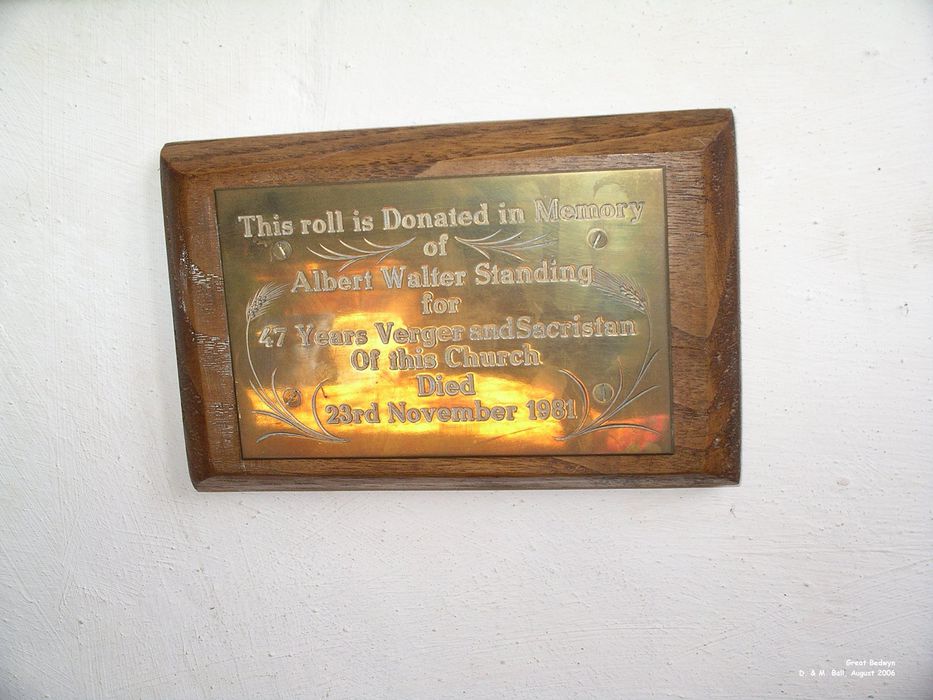 This roll is Donated in Memory
of
Albert Walter Standing
for
47 Years Verger and Sacristan
Of this Church
Died
23rd November 1981
Great Bedwyn
D. & M. Ball, August 2006